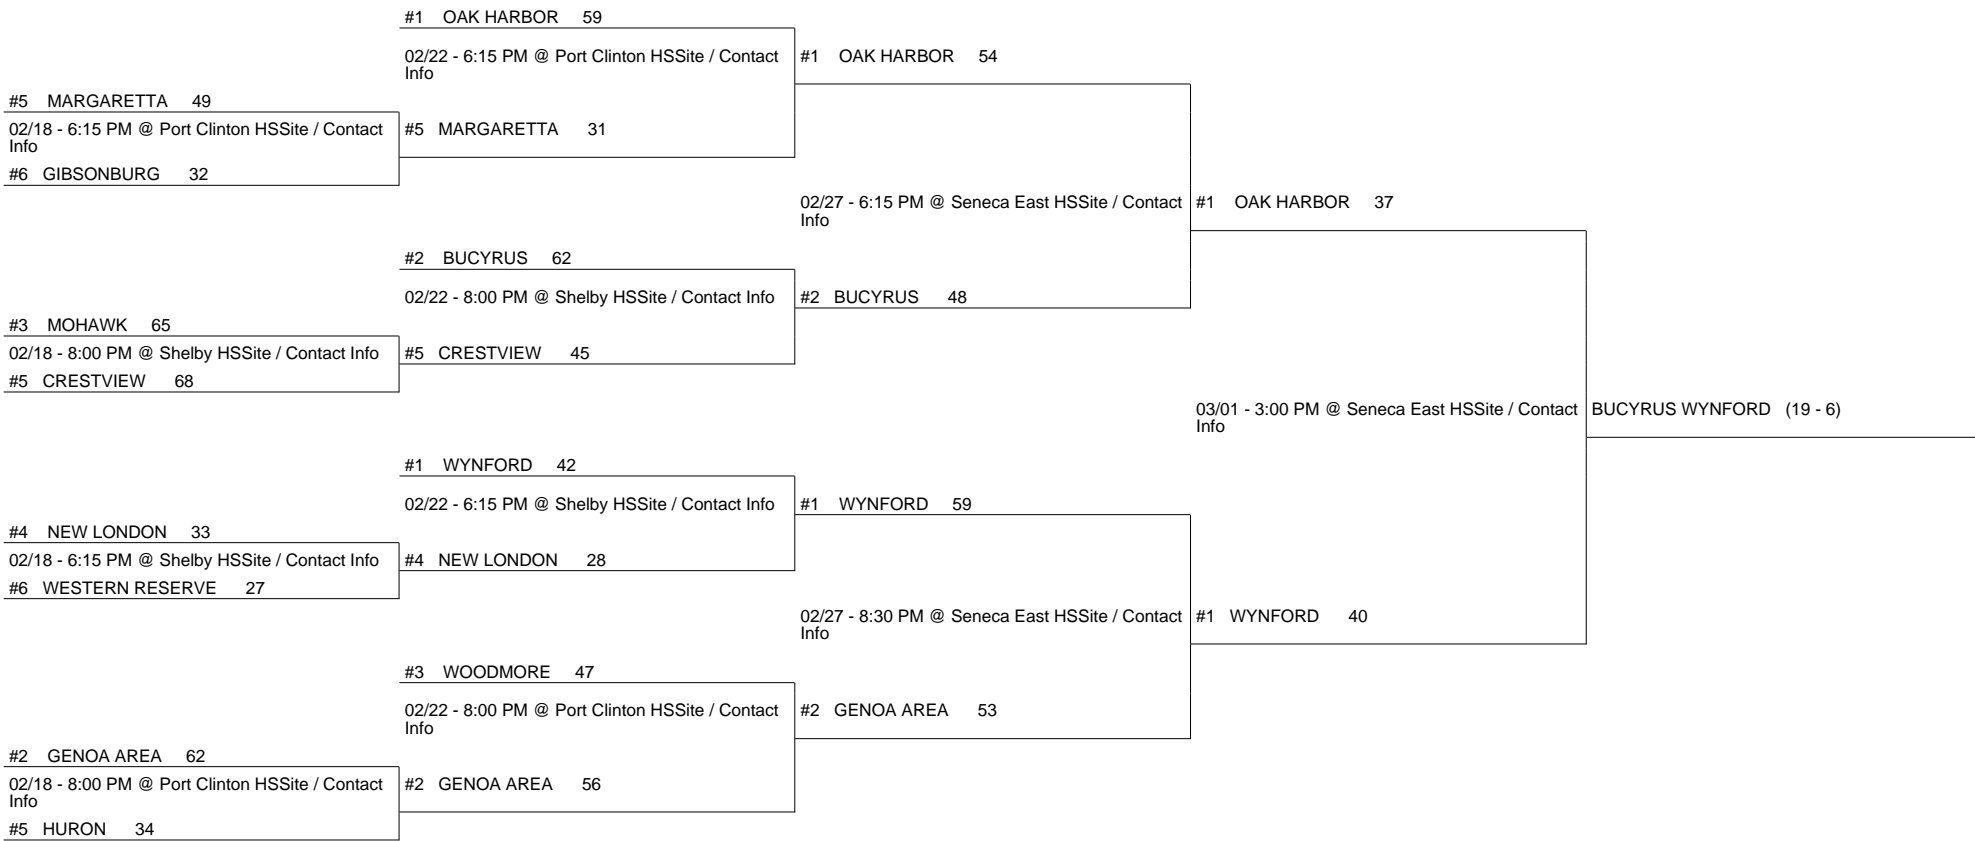 #1 OAK HARBOR 59
02/22 - 6:15 PM @ Port Clinton HSSite / Contact
Info
#1 OAK HARBOR 54
#5 MARGARETTA 49
02/18 - 6:15 PM @ Port Clinton HSSite / Contact
Info
#5 MARGARETTA 31
#6 GIBSONBURG 32
02/27 - 6:15 PM @ Seneca East HSSite / Contact
Info
#1 OAK HARBOR 37
#2 BUCYRUS 62
02/22 - 8:00 PM @ Shelby HSSite / Contact Info
#2 BUCYRUS 48
#3 MOHAWK 65
02/18 - 8:00 PM @ Shelby HSSite / Contact Info
#5 CRESTVIEW 45
#5 CRESTVIEW 68
03/01 - 3:00 PM @ Seneca East HSSite / Contact
Info
BUCYRUS WYNFORD (19 - 6)
#1 WYNFORD 42
02/22 - 6:15 PM @ Shelby HSSite / Contact Info
#1 WYNFORD 59
#4 NEW LONDON 33
02/18 - 6:15 PM @ Shelby HSSite / Contact Info
#4 NEW LONDON 28
#6 WESTERN RESERVE 27
02/27 - 8:30 PM @ Seneca East HSSite / Contact
Info
#1 WYNFORD 40
#3 WOODMORE 47
02/22 - 8:00 PM @ Port Clinton HSSite / Contact
Info
#2 GENOA AREA 53
#2 GENOA AREA 62
02/18 - 8:00 PM @ Port Clinton HSSite / Contact
Info
#2 GENOA AREA 56
#5 HURON 34